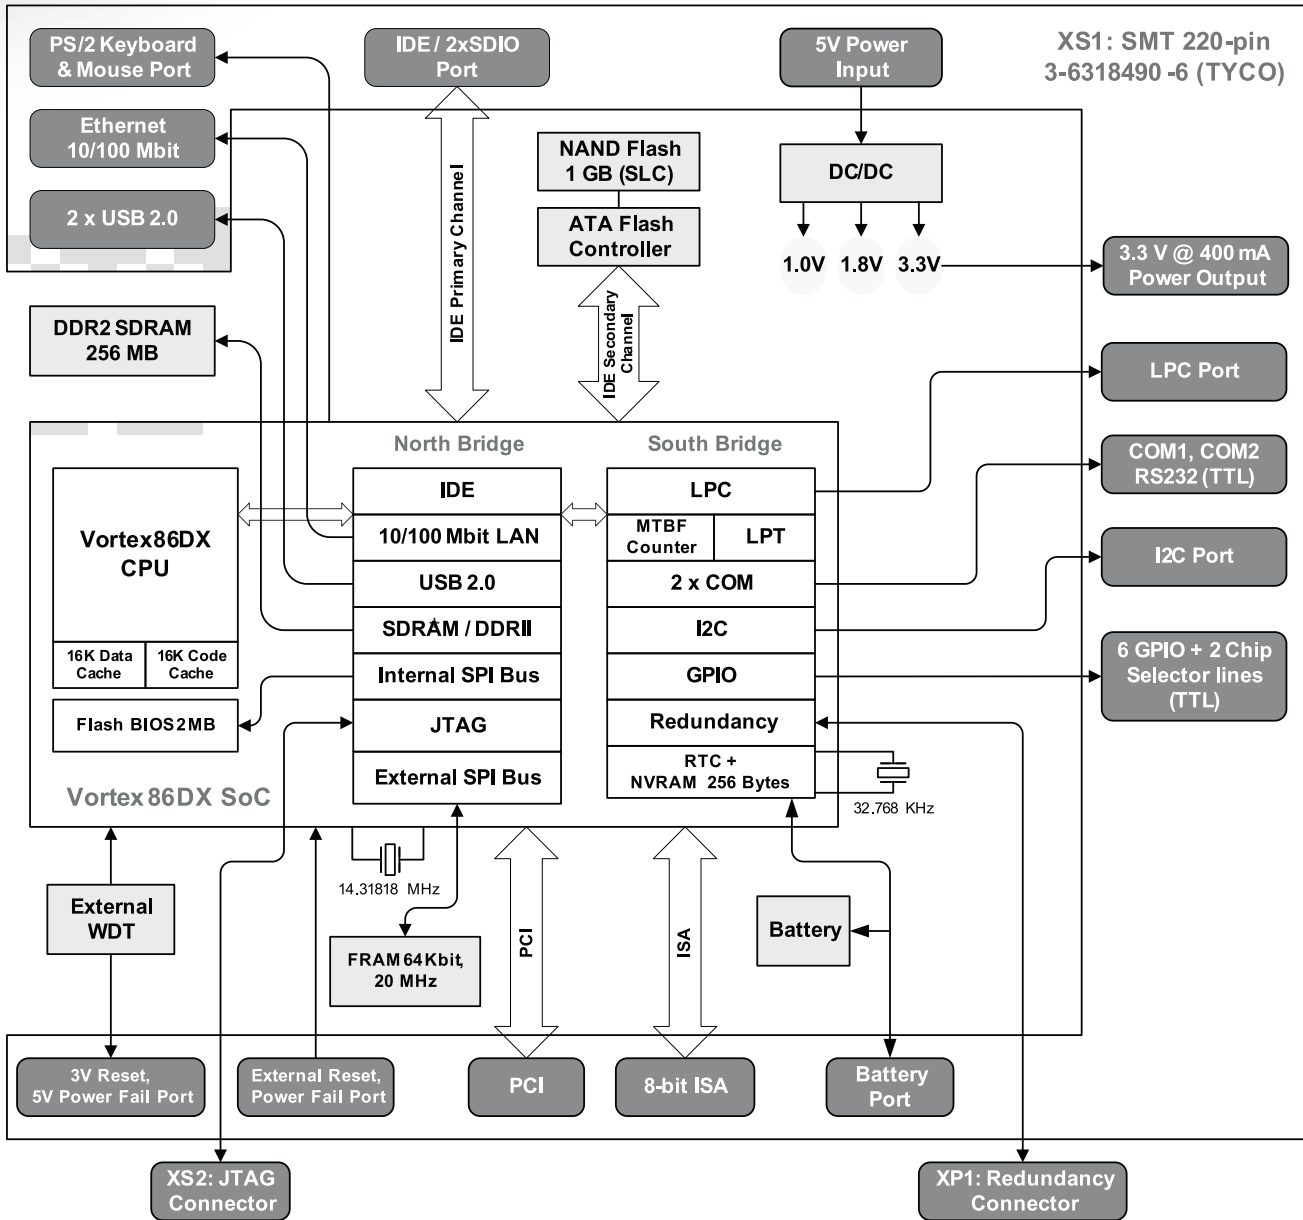 PS/2 Keyboard
& Mouse Port
IDE / 2xSDIO
Port
5V Power
Input
XS1: SMT 220-pin
3-6318490 -6 (TYCO)
Ethernet
10/100 Mbit
NAND Flash
1 GB (SLC)
DC/DC
2 x USB 2.0
ATA Flash
Controller
1.0V
1.8V
3.3V
3.3 V @ 400 mA
Power Output
IDE Primary Channel
IDE Secondary
Channel
DDR2 SDRAM
256 MB
LPC Port
North Bridge
South Bridge
COM1, COM2
RS232 (TTL)
IDE
LPC
Vortex86DX
CPU
10/100 Mbit LAN
MTBF
Counter
LPT
I2C Port
USB 2.0
2 x COM
SDRAM / DDRII
I2C
16K Data
Cache
16K Code
Cache
Internal SPI Bus
GPIO
6 GPIO + 2 Chip
Selector lines
(TTL)
Flash BIOS 2MB
JTAG
Redundancy
External SPI Bus
RTC +
NVRAM 256 Bytes
Vortex 86DX SoC
32.768 KHz
14.31818 MHz
External
WDT
FRAM 64 Kbit,
20 MHz
PCI
ISA
Battery
3V Reset,
5V Power Fail Port
External Reset,
Power Fail Port
PCI
8-bit ISA
Battery
Port
XS2: JTAG
Connector
XP1: Redundancy
Connector